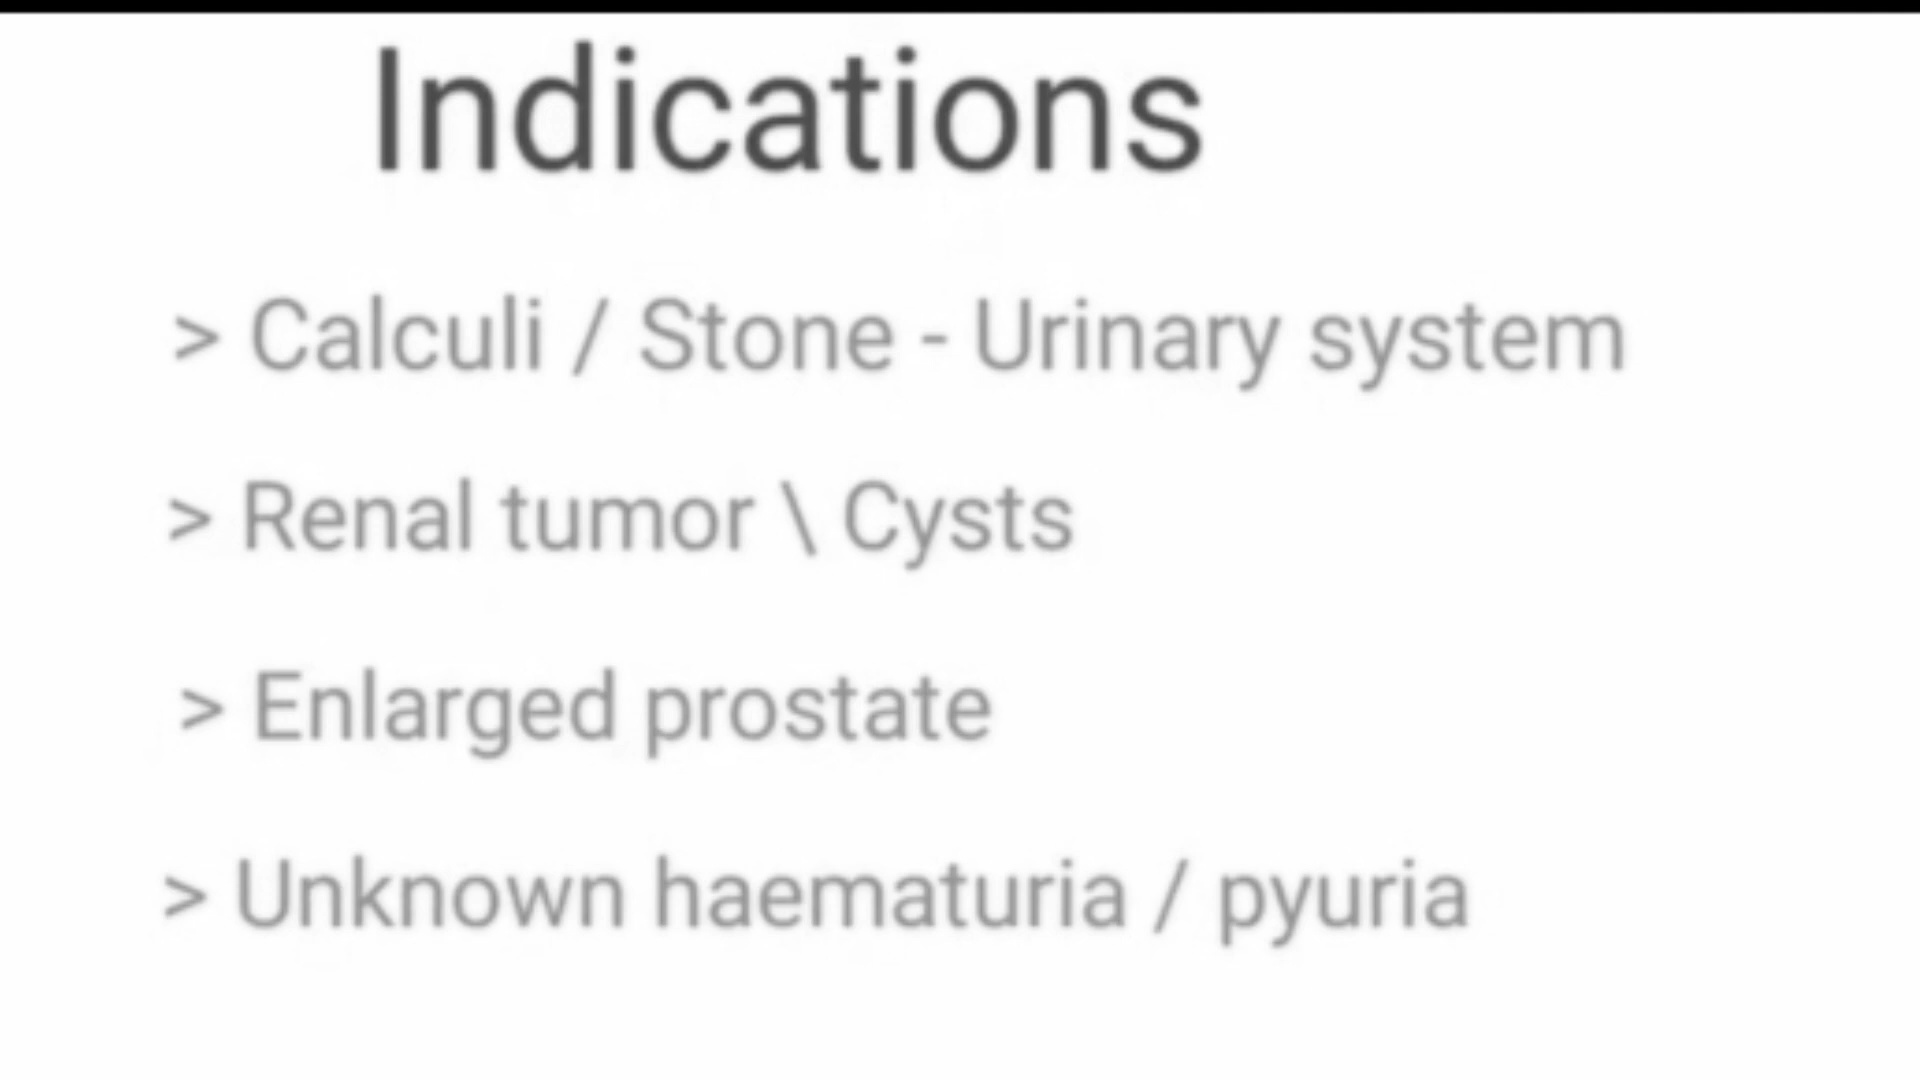 Indications
> Calculi / Stone - Urinary system
> Renal tumor \ Cysts
> Enlarged prostate
> Unknown haematuria / pyuria